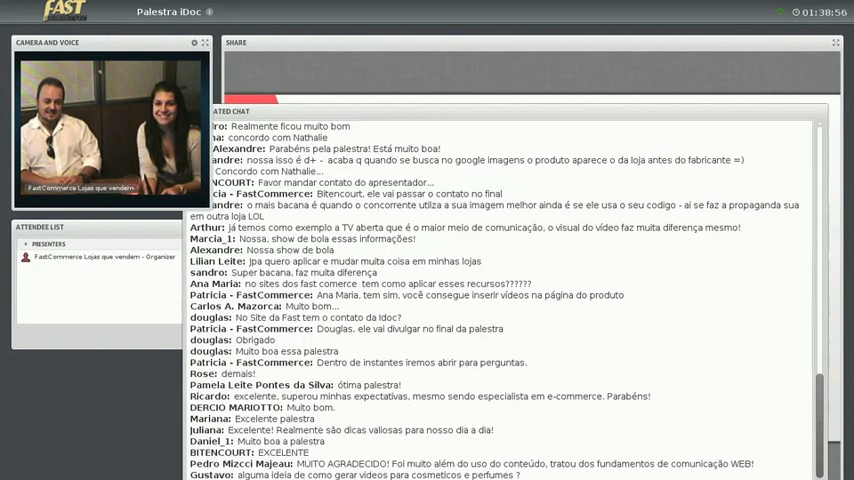 FAST
Palestra iDoc
01:38:56
CAMERA AND VOICE
SHARE
FastCommerce Lojas que vendem
ATTENDEE LIST
PRESENTERS
FastCommerce Lojas que vendem - Organizer
ATED CHAT
ro: Realmente ficou muito bom
na: concordo com Nathalie
Alexandre: Parabéns pela palestra! Está muito boa!
andre: nossa isso é d+ - acaba q quando se busca no google imagens o produto aparece o da loja antes do fabricante =)
Concordo com Nathalie...
NCOURT: Favor mandar contato do apresentador...
cia - FastCommerce: Bitencourt, ele vai passar o contato no final
andre: o mais bacana é quando o concorrente utilza a sua imagem melhor ainda é se ele usa o seu codigo - ai se faz a propaganda sua
em outra loja LOL
Arthur: já temos como exemplo a TV aberta que é o maior meio de comunicação, o visual do vídeo faz muita diferença mesmo!
Marcia_1: Nossa, show de bola essas informações!
Alexandre: Nossa show de bola
Lilian Leite: Jpa quero aplicar e mudar muita coisa em minhas lojas
sandro: Super bacana, faz muita diferença
Ana Maria: no sites dos fast comerce tem como aplicar esses recursos??????
Patricia - FastCommerce: Ana Maria, tem sim, você consegue inserir vídeos na página do produto
Carlos A. Mazorca: Muito bom...
douglas: No Site da Fast tem o contato da Idoc?
Patricia - FastCommerce: Douglas, ele vai divulgar no final da palestra
douglas: Obrigado
douglas: Muito boa essa palestra
Patricia - FastCommerce: Dentro de instantes iremos abrir para perguntas.
Rose: demais!
Pamela Leite Pontes da Silva: ótima palestra!
Ricardo: excelente, superou minhas expectativas, mesmo sendo especialista em e-commerce. Parabéns!
DERCIO MARIOTTO: Muito bom.
Mariana: Excelente palestra
Juliana: Excelente! Realmente são dicas valiosas para nosso dia a dia!
Daniel_1: Muito boa a palestra
BITENCOURT: EXCELENTE
Pedro Mizcci Majeau: MUITO AGRADECIDO! Foi muito além do uso do conteúdo, tratou dos fundamentos de comunicação WEB!
Gustavo: alguma ideia de como gerar videos para cosmeticos e perfumes ?